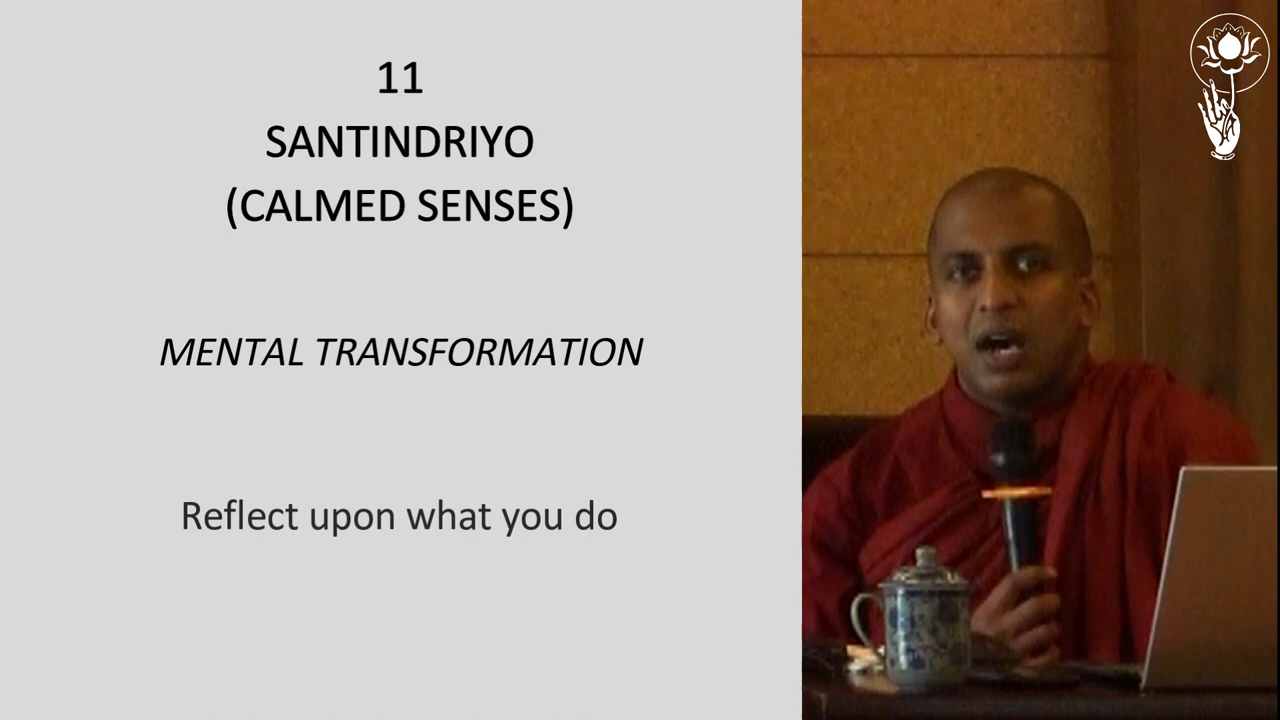 11
SANTINDRIYO
(CALMED SENSES)
MENTAL TRANSFORMATION
Reflect upon what you do